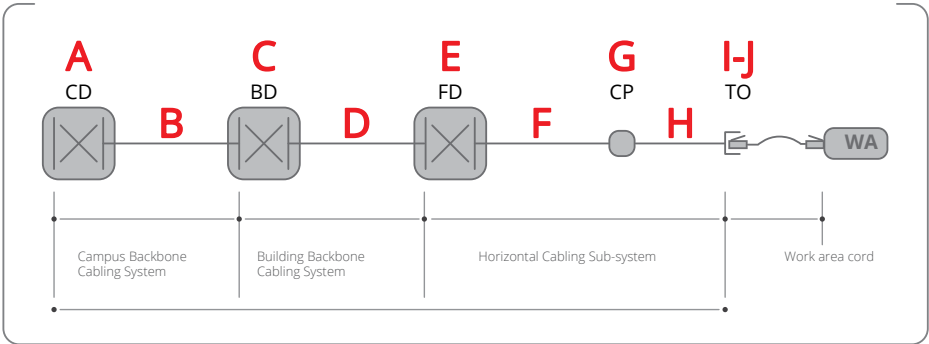 A C E G I-J
CD BD FD CP TO
B D F H
WA
Campus Backbone
Cabling System
Building Backbone
Cabling System
Horizontal Cabling Sub-system
Work area cord